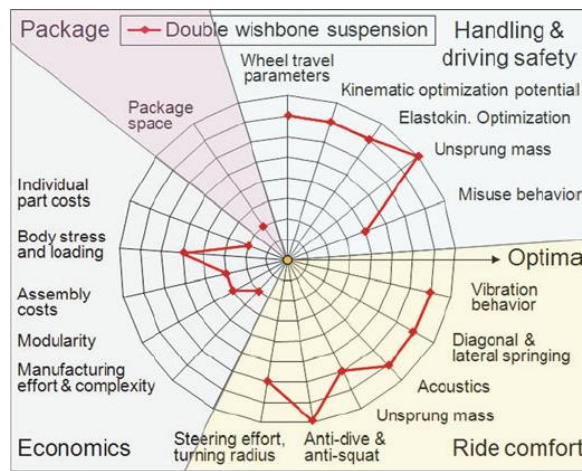 Package
Double wishbone suspension
Handling &
driving safety
Wheel travel
parameters
Kinematic optimization potential
Elastokin. Optimization
Unsprung mass
Misuse behavior
Package
space
Individual
part costs
Body stress
and loading
Assembly
costs
Modularity
Manufacturing
effort & complexity
Economics
Optima
Vibration
behavior
Diagonal &
lateral springing
Acoustics
Unsprung mass
Anti-dive &
anti-squat
Steering effort,
turning radius
Ride comfort